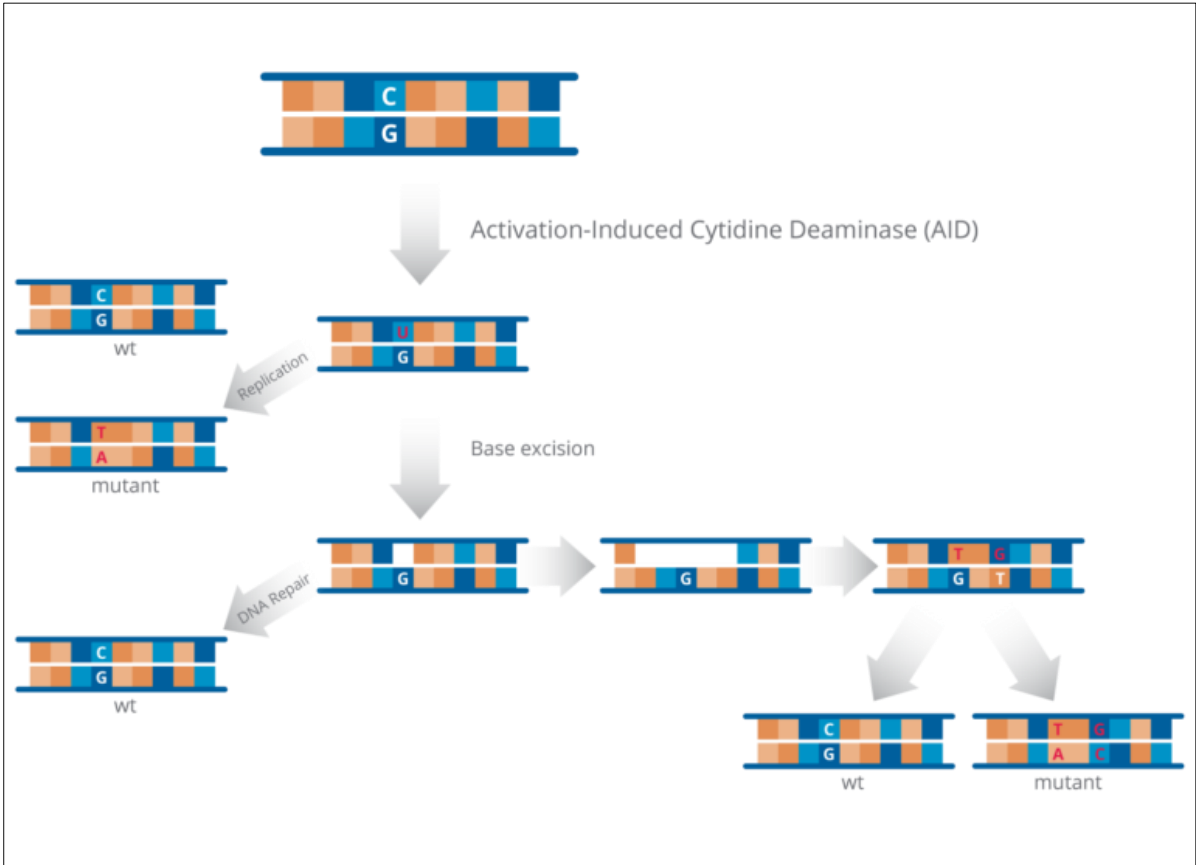 C
G
Activation-Induced Cytidine Deaminase (AID)
C
G
wt
U
G
Replication
T
A
mutant
Base excision
G
G
T G
G T
DNA Repair
C
G
wt
C
G
wt
T G
A C
mutant